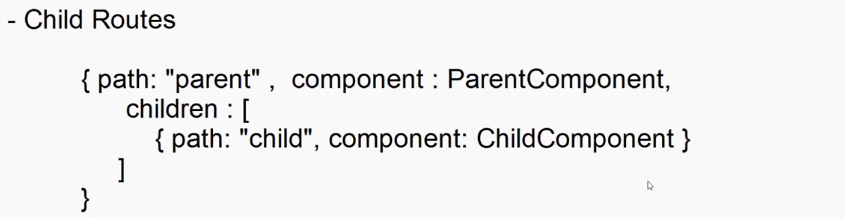 - Child Routes
{ path: "parent" ,  component : ParentComponent,
children : [
{ path: "child", component: ChildComponent }
]
}